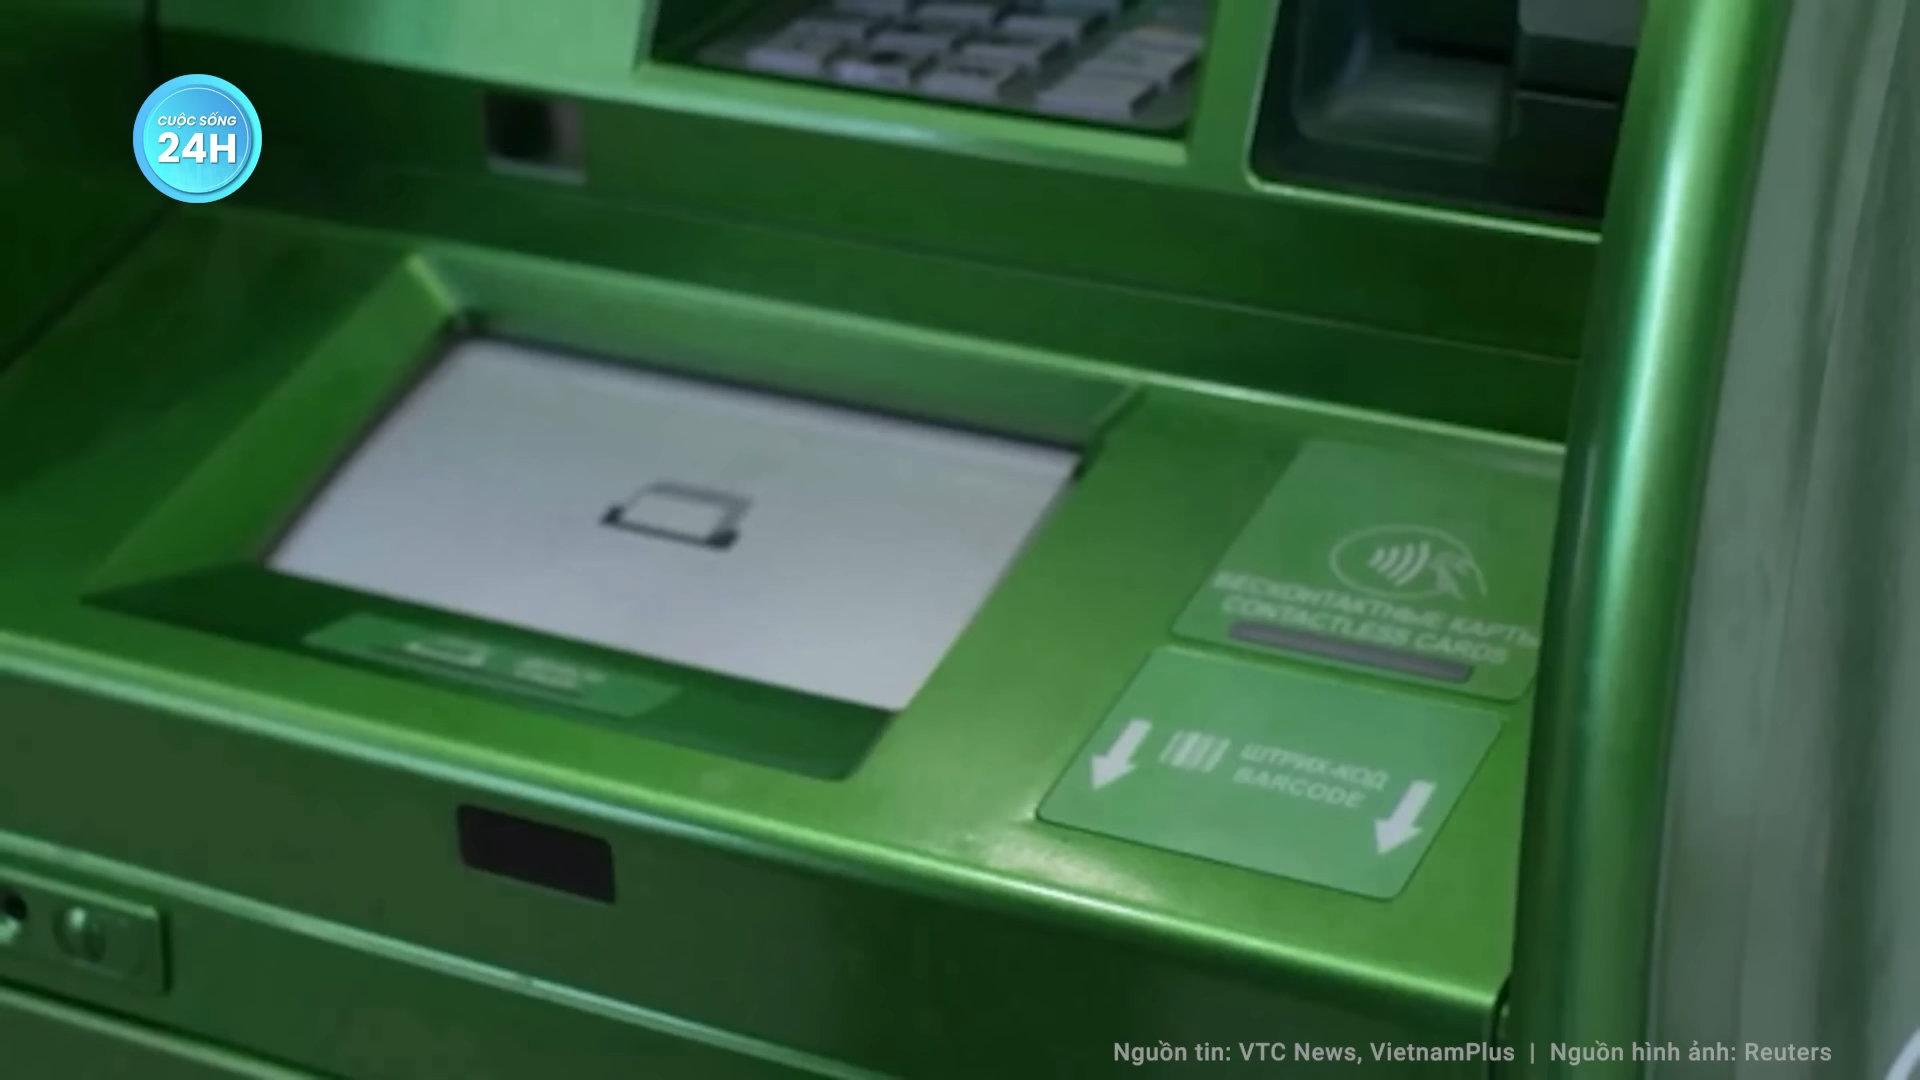 CUỘC SỐNG
24H
БЕСКОНТАКТНЫЕ КАРТЫ
CONTACTLESS CARDS
ШТРИХ-КОД
BARCODE
Nguồn tin: VTC News, VietnamPlus | Nguồn hình ảnh: Reuters